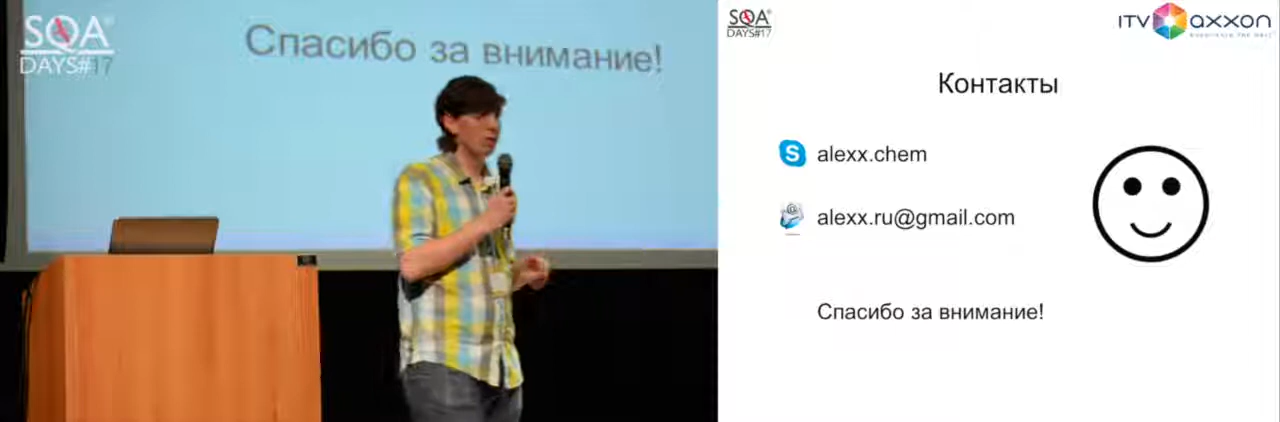 SQA
DAYS#17
Спасибо за внимание!
SQA
DAYS#17
ITV axxon
Контакты
S alexx.chem
@ alexx.ru@gmail.com
Спасибо за внимание!